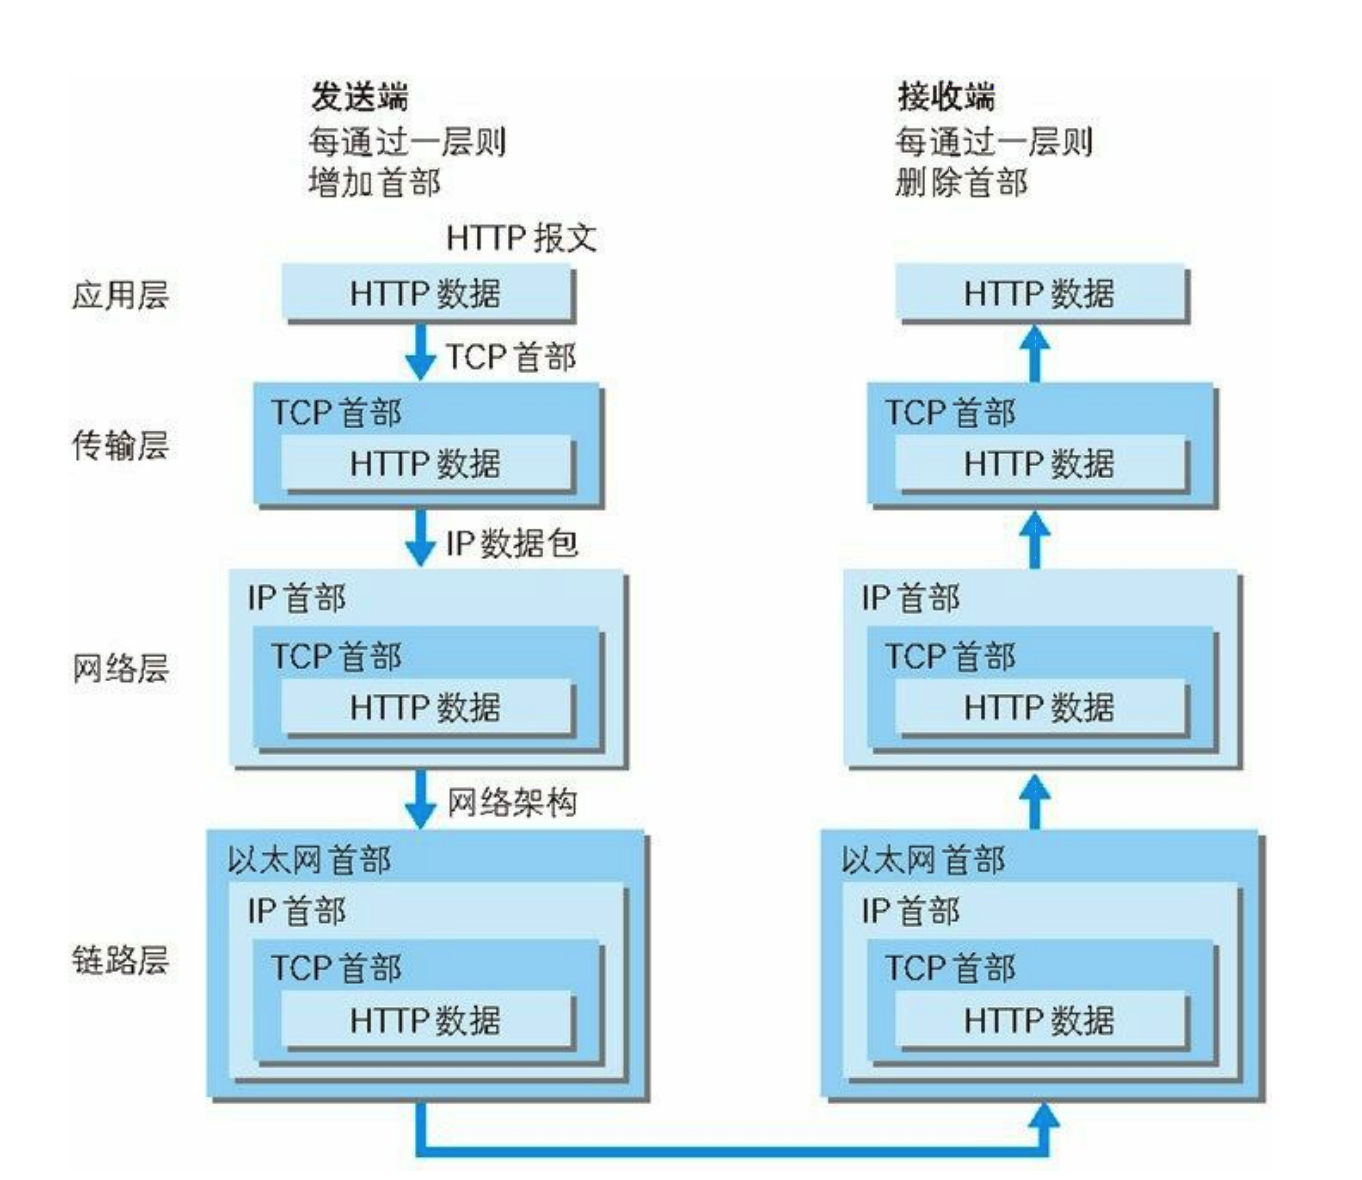 发送端
每通过一层则
增加首部
接收端
每通过一层则
删除首部
HTTP 报文
应用层
HTTP 数据
HTTP 数据
TCP 首部
传输层
TCP 首部
HTTP 数据
TCP 首部
HTTP 数据
IP 数据包
网络层
IP 首部
TCP 首部
HTTP 数据
IP 首部
TCP 首部
HTTP 数据
网络架构
链路层
以太网首部
IP 首部
TCP 首部
HTTP 数据
以太网首部
IP 首部
TCP 首部
HTTP 数据